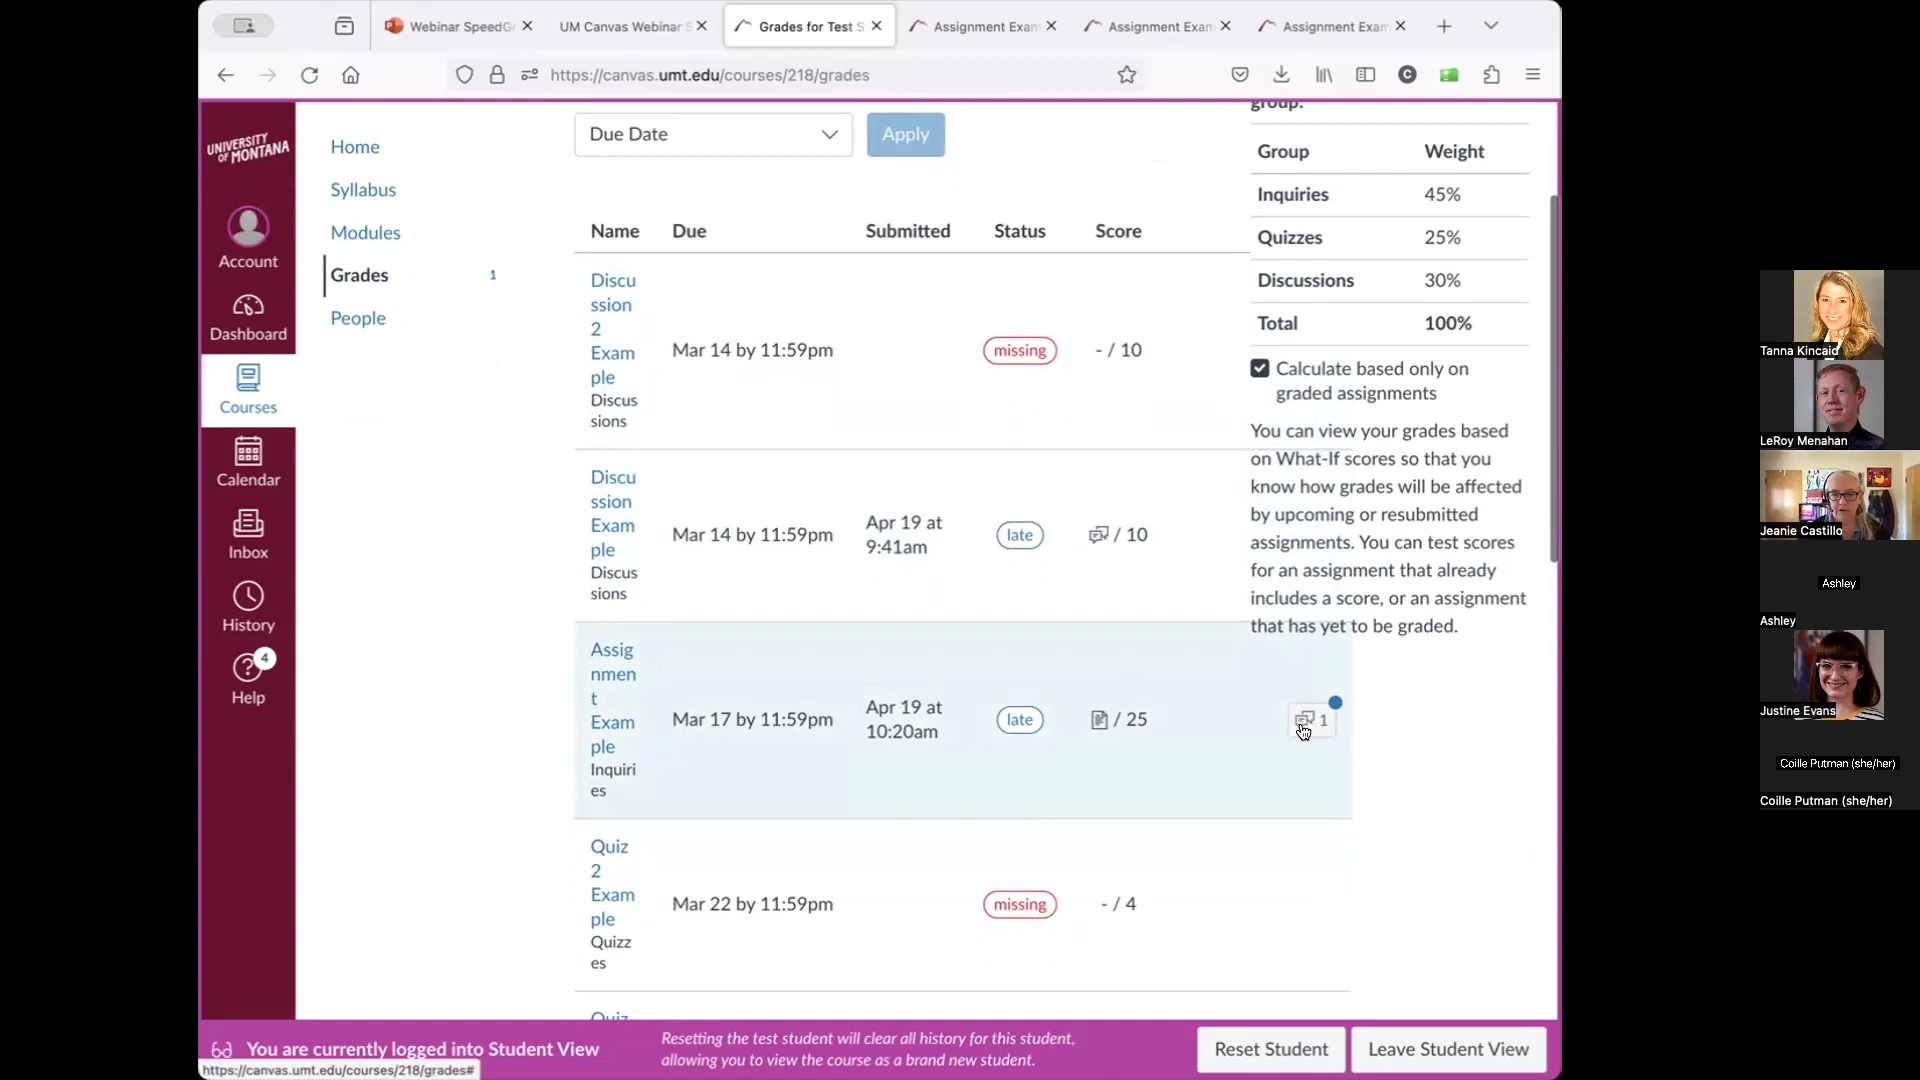 Webinar SpeedGr
UM Canvas Webinar S
Grades for Test S
Assignment Exam
Assignment Exam
Assignment Exam
https://canvas.umt.edu/courses/218/grades
UNIVERSITY
OF MONTANA
Account
Dashboard
Courses
Calendar
Inbox
History
4
Help
Home
Syllabus
Modules
Grades 1
People
Due Date
Apply
Name Due Submitted Status Score
Discu
ssion
2
Exam
ple
Discus
sions
Mar 14 by 11:59pm
missing
- / 10
Discu
ssion
Exam
ple
Discus
sions
Mar 14 by 11:59pm
Apr 19 at
9:41am
late
/ 10
Assig
nmen
t
Exam
ple
Inquiri
es
Mar 17 by 11:59pm
Apr 19 at
10:20am
late
/ 25
1
Quiz
2
Exam
ple
Quizz
es
Mar 22 by 11:59pm
missing
- / 4
Quiz
group.
Group Weight
Inquiries 45%
Quizzes 25%
Discussions 30%
Total 100%
Calculate based only on
graded assignments
You can view your grades based
on What-If scores so that you
know how grades will be affected
by upcoming or resubmitted
assignments. You can test scores
for an assignment that already
includes a score, or an assignment
that has yet to be graded.
You are currently logged into Student View
Resetting the test student will clear all history for this student,
allowing you to view the course as a brand new student.
Reset Student
Leave Student View
https://canvas.umt.edu/courses/218/grades#
Tanna Kincaid
LeRoy Menahan
Jeanie Castillo
Ashley
Ashley
Justine Evans
Coille Putman (she/her)
Coille Putman (she/her)